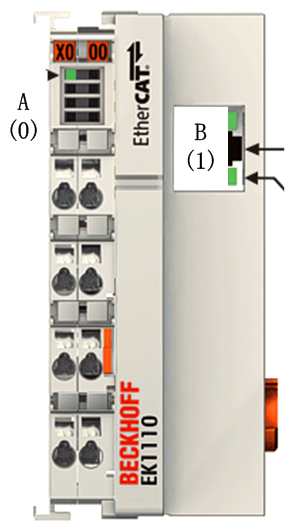 X0 00
EtherCAT.
A
(0)
B
(1)
BECKHOFF
EK1110